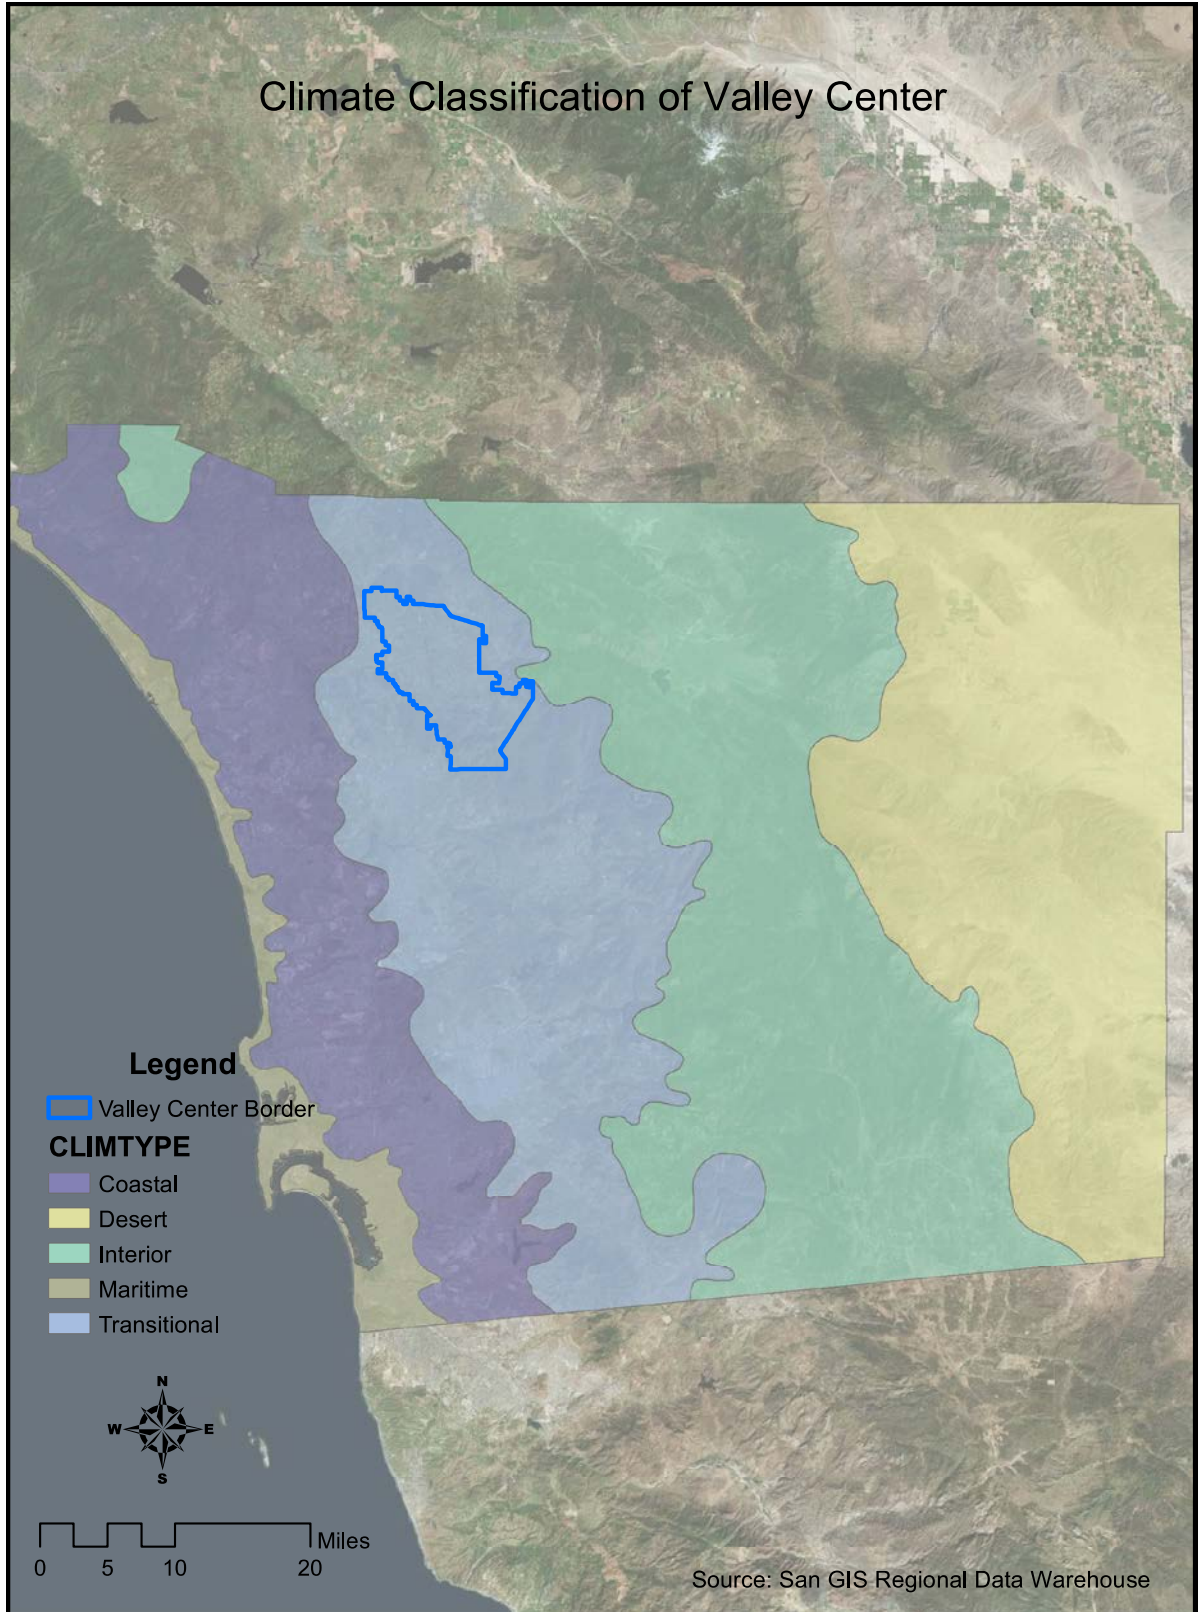 Climate Classification of Valley Center
Legend
Valley Center Border
CLIMTYPE
Coastal
Desert
Interior
Maritime
Transitional
N
W E
S
Miles
0 5 10 20
Source: San GIS Regional Data Warehouse